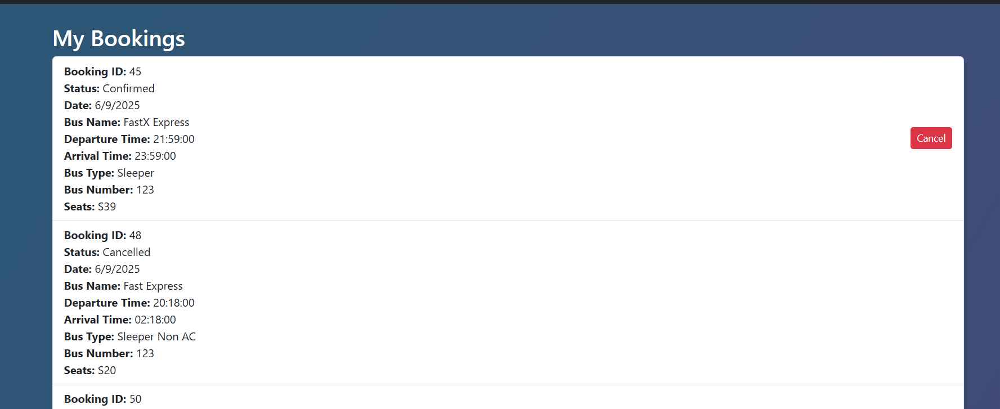 My Bookings
Booking ID: 45
Status: Confirmed
Date: 6/9/2025
Bus Name: FastX Express
Departure Time: 21:59:00
Arrival Time: 23:59:00
Bus Type: Sleeper
Bus Number: 123
Seats: S39
Cancel
Booking ID: 48
Status: Cancelled
Date: 6/9/2025
Bus Name: Fast Express
Departure Time: 20:18:00
Arrival Time: 02:18:00
Bus Type: Sleeper Non AC
Bus Number: 123
Seats: S20
Booking ID: 50